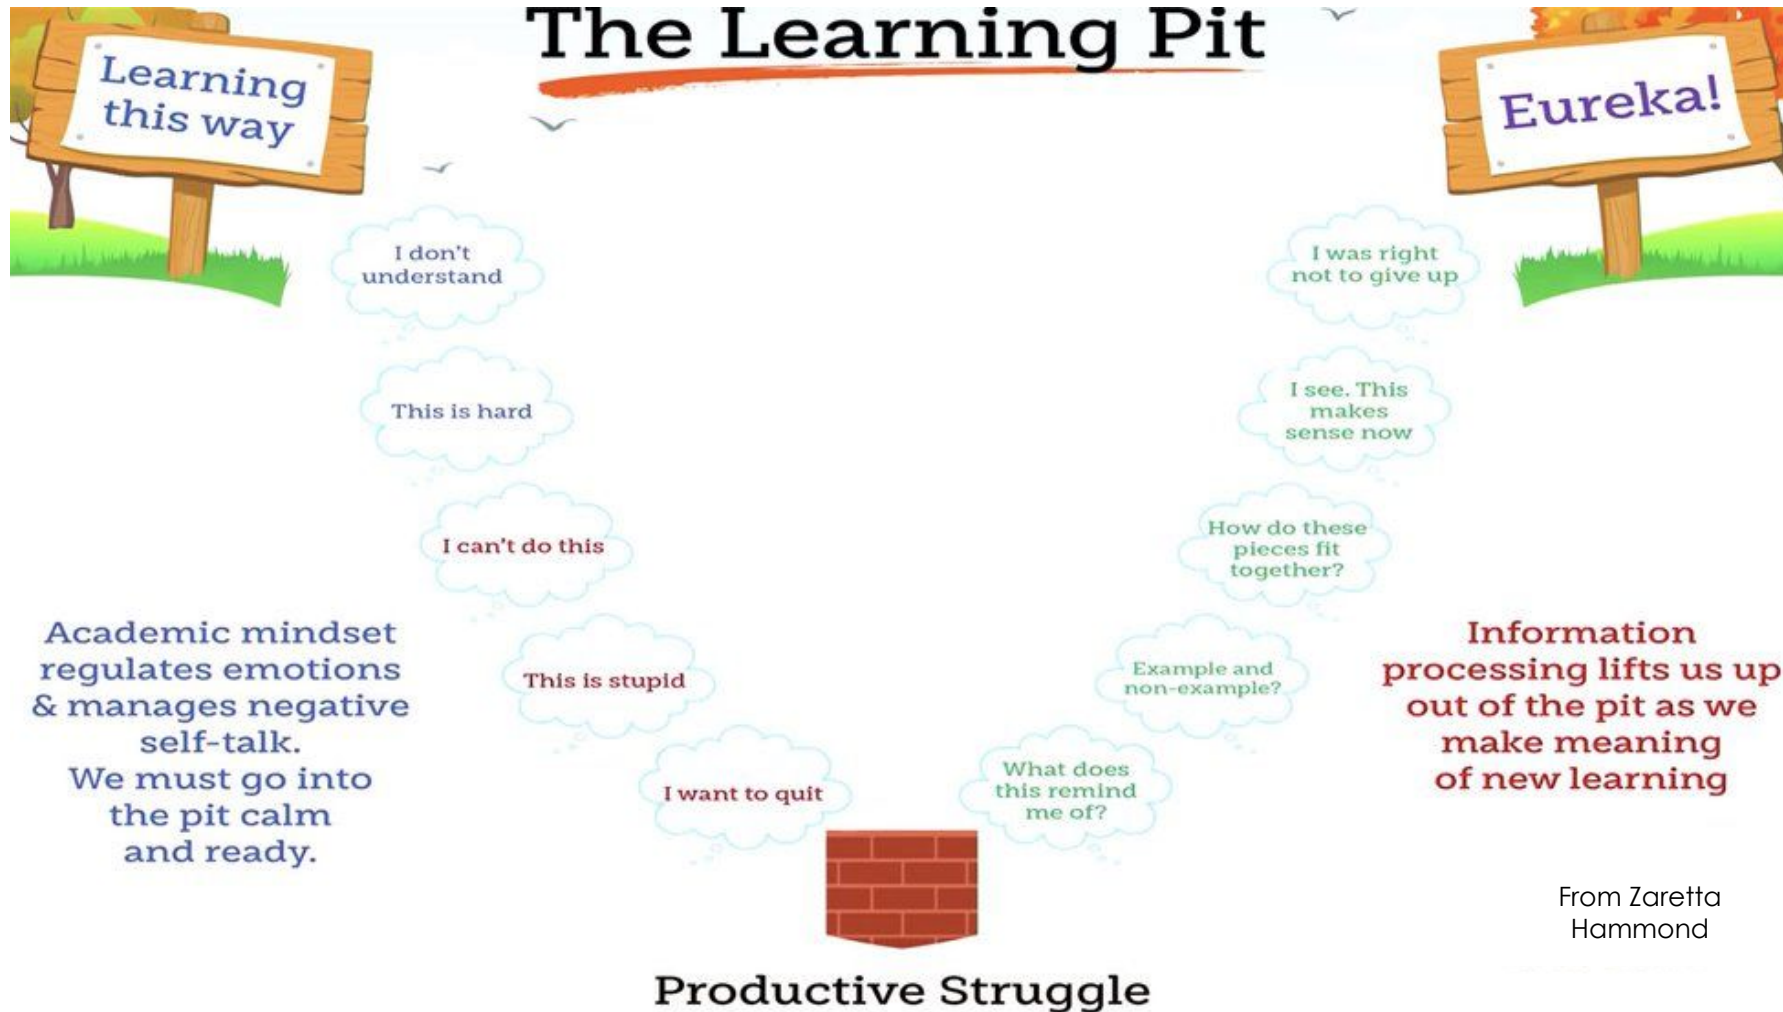 The Learning Pit
Learning
this way
Eureka!
I don't
understand
This is hard
I can't do this
This is stupid
I want to quit
What does
this remind
me of?
Example and
non-example?
How do these
pieces fit
together?
I see. This
makes
sense now
I was right
not to give up
Academic mindset
regulates emotions
& manages negative
self-talk.
We must go into
the pit calm
and ready.
Information
processing lifts us up
out of the pit as we
make meaning
of new learning
From Zaretta
Hammond
Productive Struggle